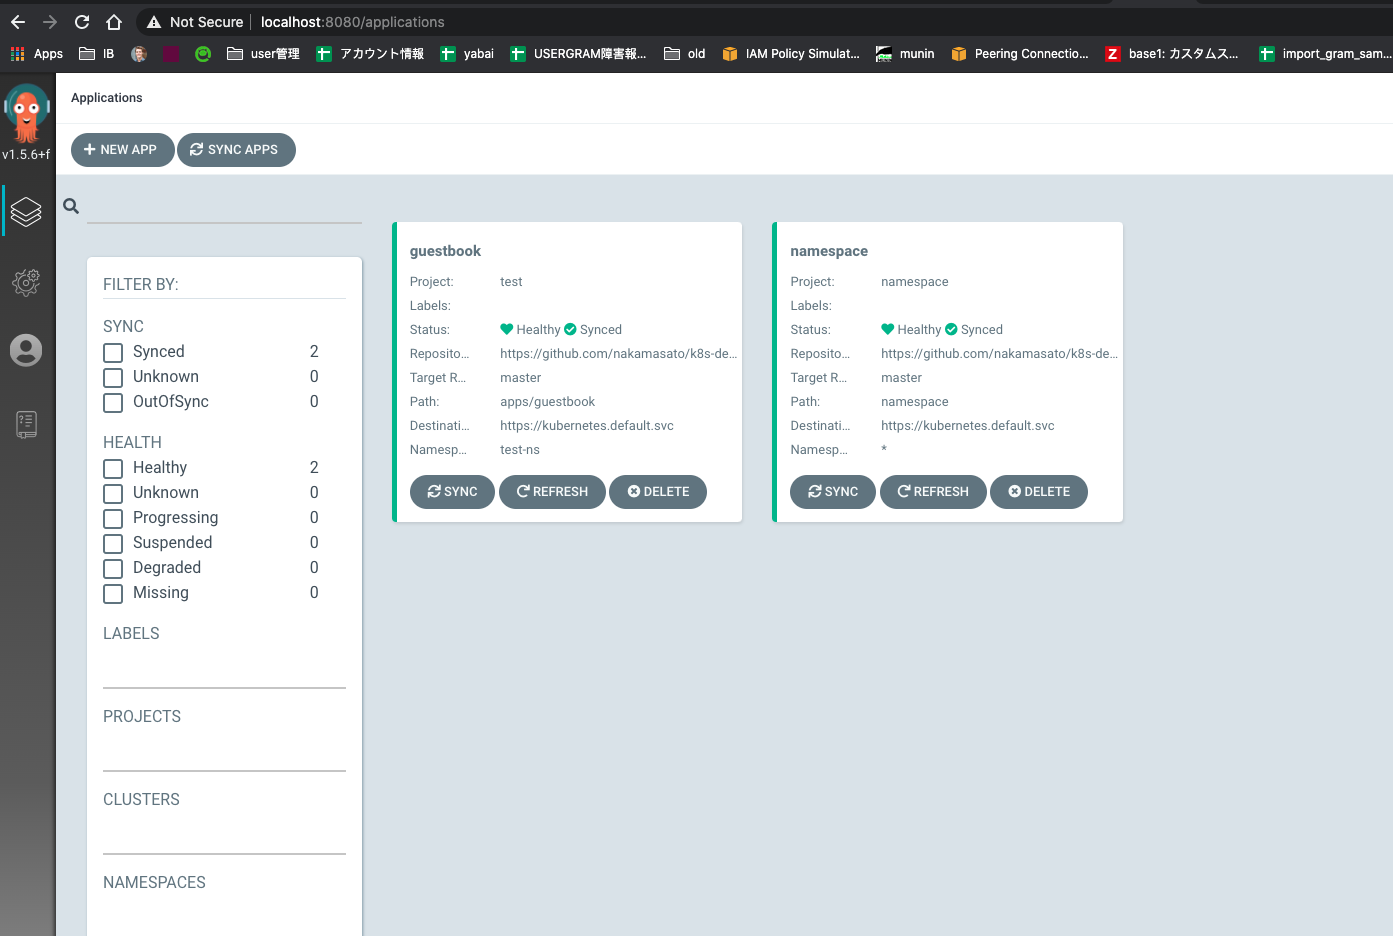 Not Secure localhost:8080/applications
Apps IB user管理 アカウント情報 yabai USERGRAM障害報... old IAM Policy Simulat... munin Peering Connectio... Z base1: カスタムス... import_gram_sam...
v1.5.6+f
Applications
NEW APP SYNC APPS
FILTER BY:
SYNC
Synced 2
Unknown 0
OutOfSync 0
HEALTH
Healthy 2
Unknown 0
Progressing 0
Suspended 0
Degraded 0
Missing 0
LABELS
PROJECTS
CLUSTERS
NAMESPACES
guestbook
Project: test
Labels:
Status: Healthy Synced
Reposito... https://github.com/nakamasato/k8s-de...
Target R... master
Path: apps/guestbook
Destinati... https://kubernetes.default.svc
Namesp... test-ns
SYNC REFRESH DELETE
namespace
Project: namespace
Labels:
Status: Healthy Synced
Reposito... https://github.com/nakamasato/k8s-de...
Target R... master
Path: namespace
Destinati... https://kubernetes.default.svc
Namesp... *
SYNC REFRESH DELETE